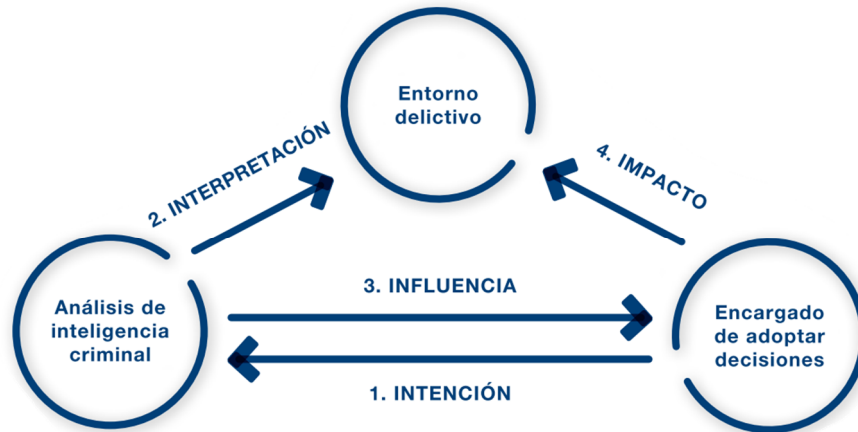 Entorno
delictivo
2. INTERPRETACIÓN
4. IMPACTO
Análisis de
inteligencia
criminal
3. INFLUENCIA
1. INTENCIÓN
Encargado
de adoptar
decisiones